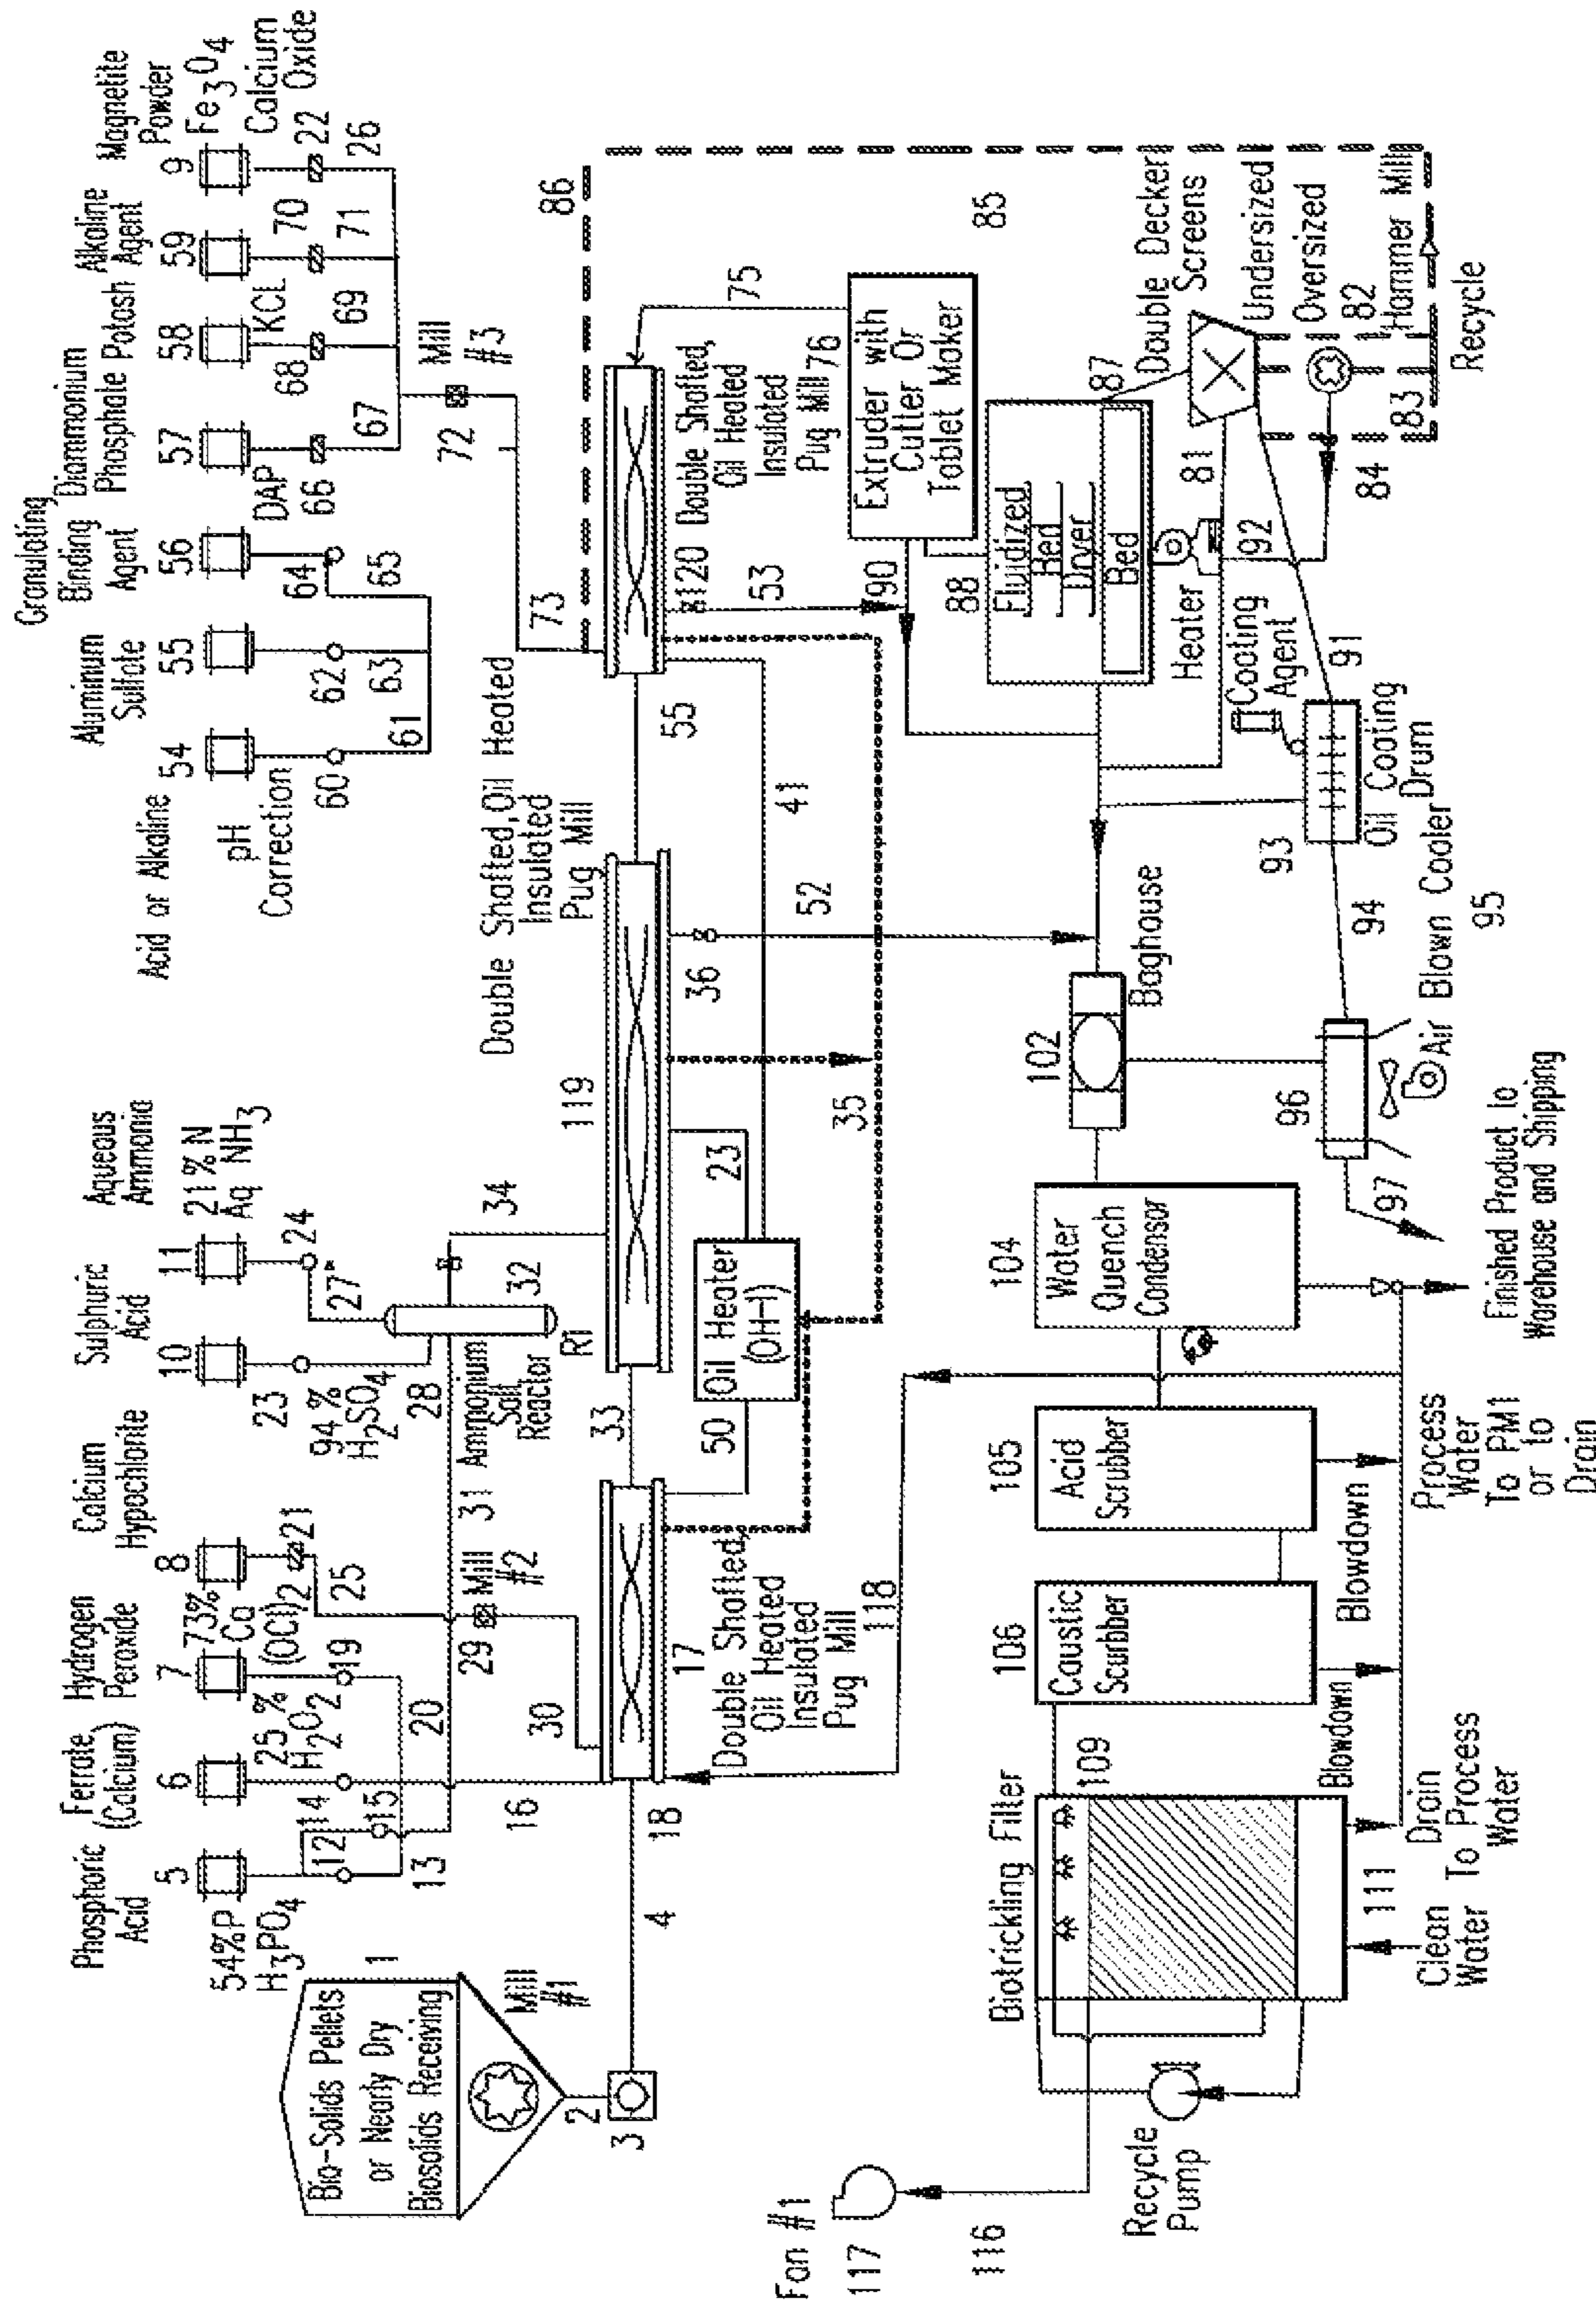 Phosphoric
Acid
5
54%P
H3PO4
Ferrate
(Calcium)
6
Hydrogen
Peroxide
7
25 %
H2O2
Calcium
Hypochlorite
8
73%
Ca
(OCl)2
Sulphuric
Acid
10
94 %
H2SO4
Aqueous
Ammonia
11
21% N
Aq NH3
Acid or Alkaline
54
pH
Correction
Aluminum
Sulfate
55
Granulating
Binding
Agent
56
Diammonium
Phosphate
57
DAP
Potash
58
KCL
Alkaline
Agent
59
Magnetite
Powder
9
Fe3O4
Calcium
Oxide
12
14
13
15
19
20
21
25
23
28
24
27
60
61
62
63
64
65
66
67
68
69
70
71
22
26
Bio-Solids Pellets
or Nearly Dry
Biosolids Receiving
1
Mill
#1
2
3
4
16
18
29
Mill
#2
30
31
Ammonium
Salt
Reactor
R1
32
34
Mill
#3
72
73
86
17
Double Shafted,
Oil Heated
Insulated
Pug Mill
33
50
Oil Heater
(OH-1)
23
119
Double Shafted,Oil Heated
Insulated
Pug Mill
35
36
52
41
55
120 Double Shafted,
Oil Heated
Insulated
Pug Mill
53
75
76
Extruder with
Cutter Or
Tablet Maker
85
90
88
Fluidized
Bed
Dryer
Bed
87
Heater
Double Decker
Screens
Undersized
Oversized
82
Hammer Mill
83
Recycle
81
84
92
91
Coating
Agent
Oil Coating
Drum
93
94
Air Blown Cooler
95
96
97
Finished Product to
Warehouse and Shipping
102
Baghouse
104
Water
Quench
Condensor
105
Acid
Scrubber
106
Caustic
Scurbber
118
Blowdown
Blowdown
Process
Water
To PM1
or to
Drain
Biotrickling Filter
109
111
Drain
To Process
Water
Clean
Water
Recycle
Pump
Fan #1
117
116